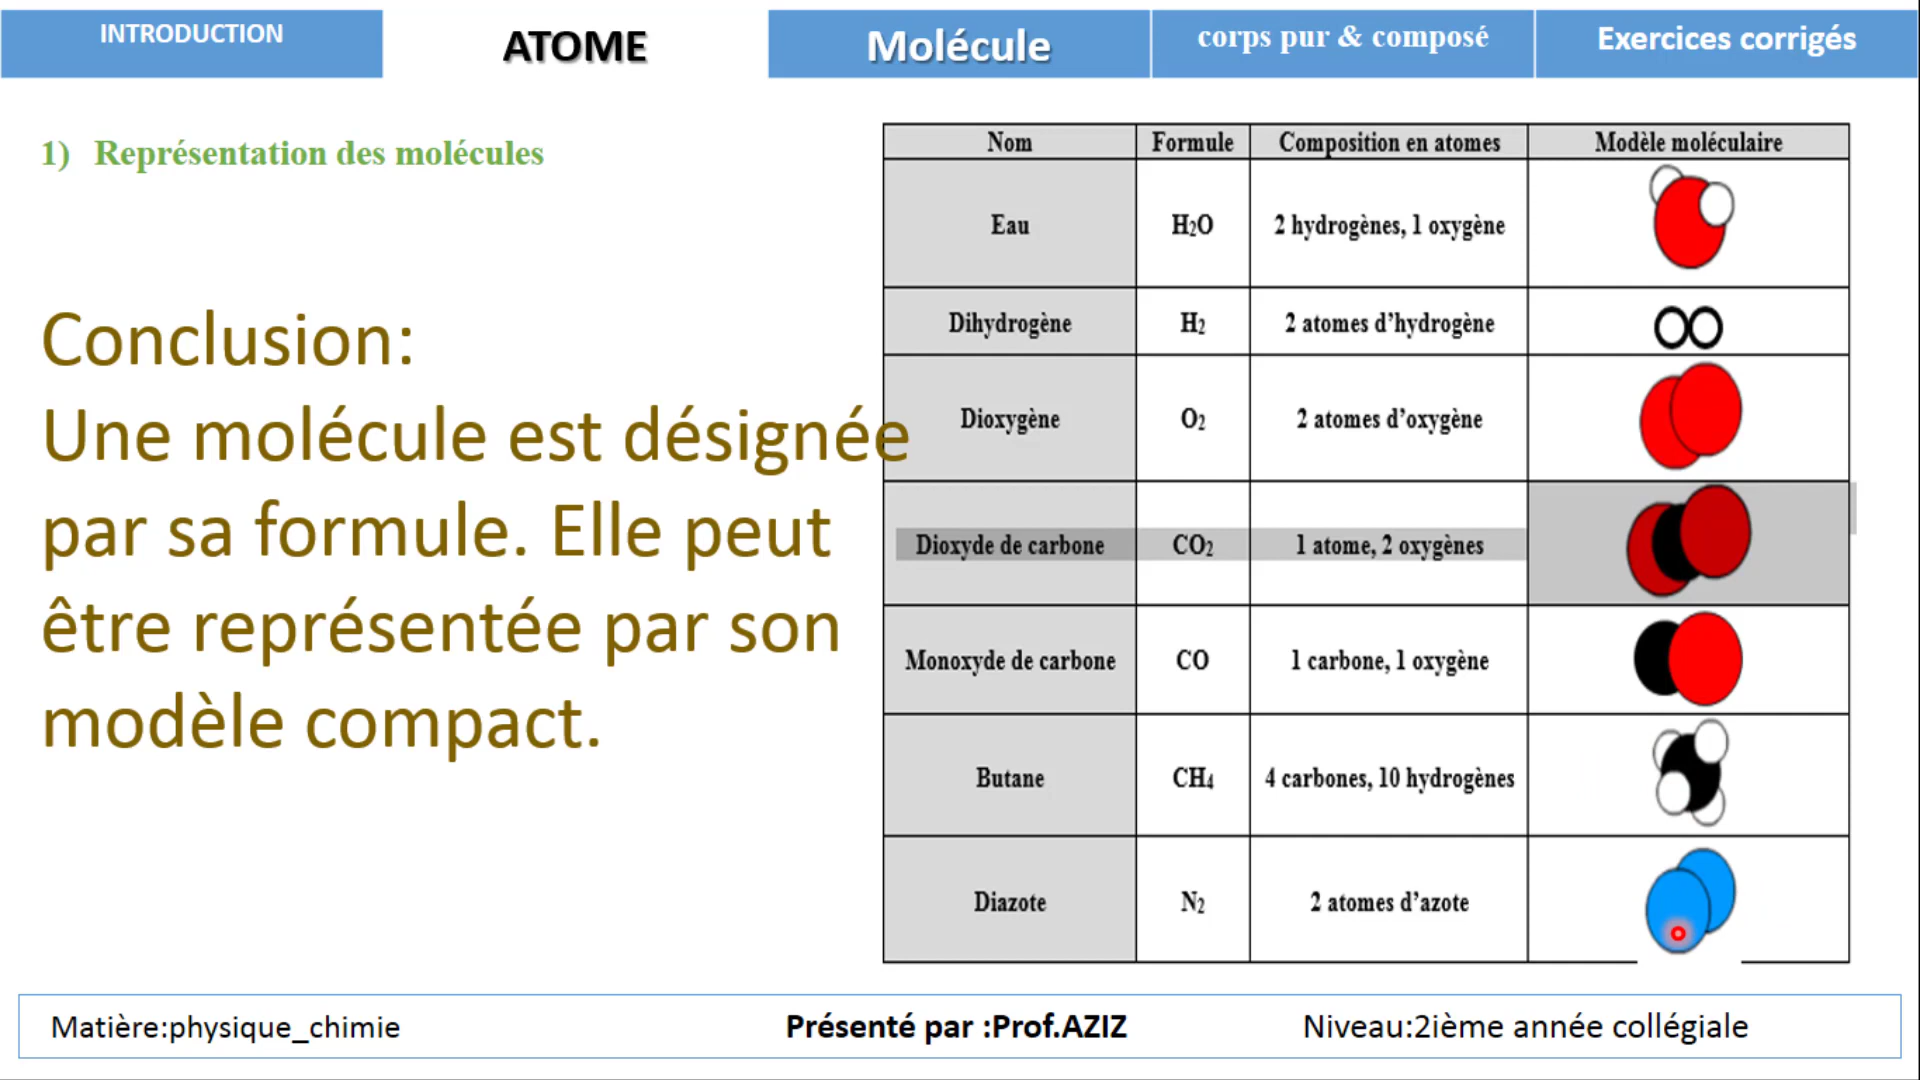 INTRODUCTION
ATOME
Molécule
corps pur & composé
Exercices corrigés
1) Représentation des molécules
Conclusion:
Une molécule est désignée
par sa formule. Elle peut
être représentée par son
modèle compact.
Nom Formule Composition en atomes Modèle moléculaire
Eau H2O 2 hydrogènes, 1 oxygène
Dihydrogène H2 2 atomes d’hydrogène
Dioxygène O2 2 atomes d’oxygène
Dioxyde de carbone CO2 1 atome, 2 oxygènes
Monoxyde de carbone CO 1 carbone, 1 oxygène
Butane CH4 4 carbones, 10 hydrogènes
Diazote N2 2 atomes d’azote
Matière:physique_chimie Présenté par :Prof.AZIZ Niveau:2ième année collégiale